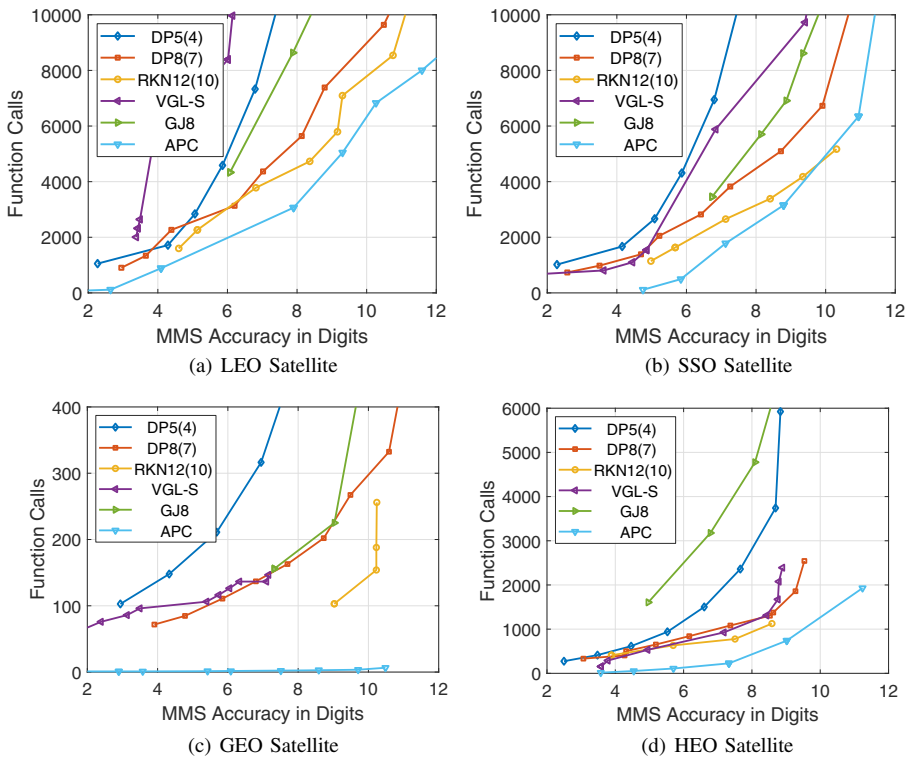 10000
8000
6000
4000
2000
0
Function Calls
DP5(4)
DP8(7)
RKN12(10)
VGL-S
GJ8
APC
2 4 6 8 10 12
MMS Accuracy in Digits
(a) LEO Satellite
10000
8000
6000
4000
2000
0
Function Calls
DP5(4)
DP8(7)
RKN12(10)
VGL-S
GJ8
APC
2 4 6 8 10 12
MMS Accuracy in Digits
(b) SSO Satellite
400
300
200
100
0
Function Calls
DP5(4)
DP8(7)
RKN12(10)
VGL-S
GJ8
APC
2 4 6 8 10 12
MMS Accuracy in Digits
(c) GEO Satellite
6000
5000
4000
3000
2000
1000
0
Function Calls
DP5(4)
DP8(7)
RKN12(10)
VGL-S
GJ8
APC
2 4 6 8 10 12
MMS Accuracy in Digits
(d) HEO Satellite